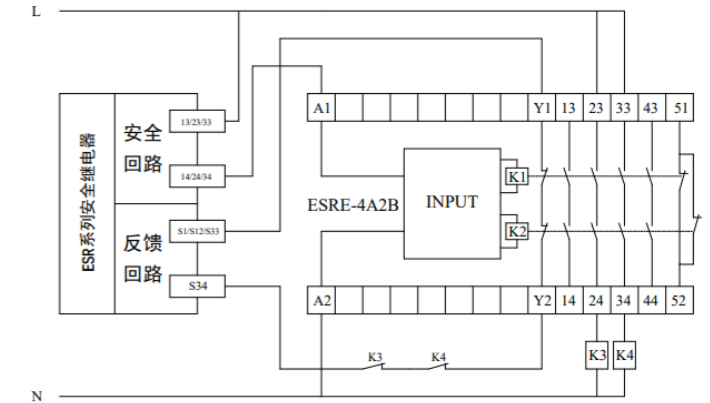 L
ESR系列安全继电器
安全
回路
13/23/33
14/24/34
反馈
回路
S1/S12/S33
S34
A1
Y1
13
23
33
43
51
ESRE-4A2B
INPUT
K1
K2
A2
Y2
14
24
34
44
52
K3
K4
K3
K4
N